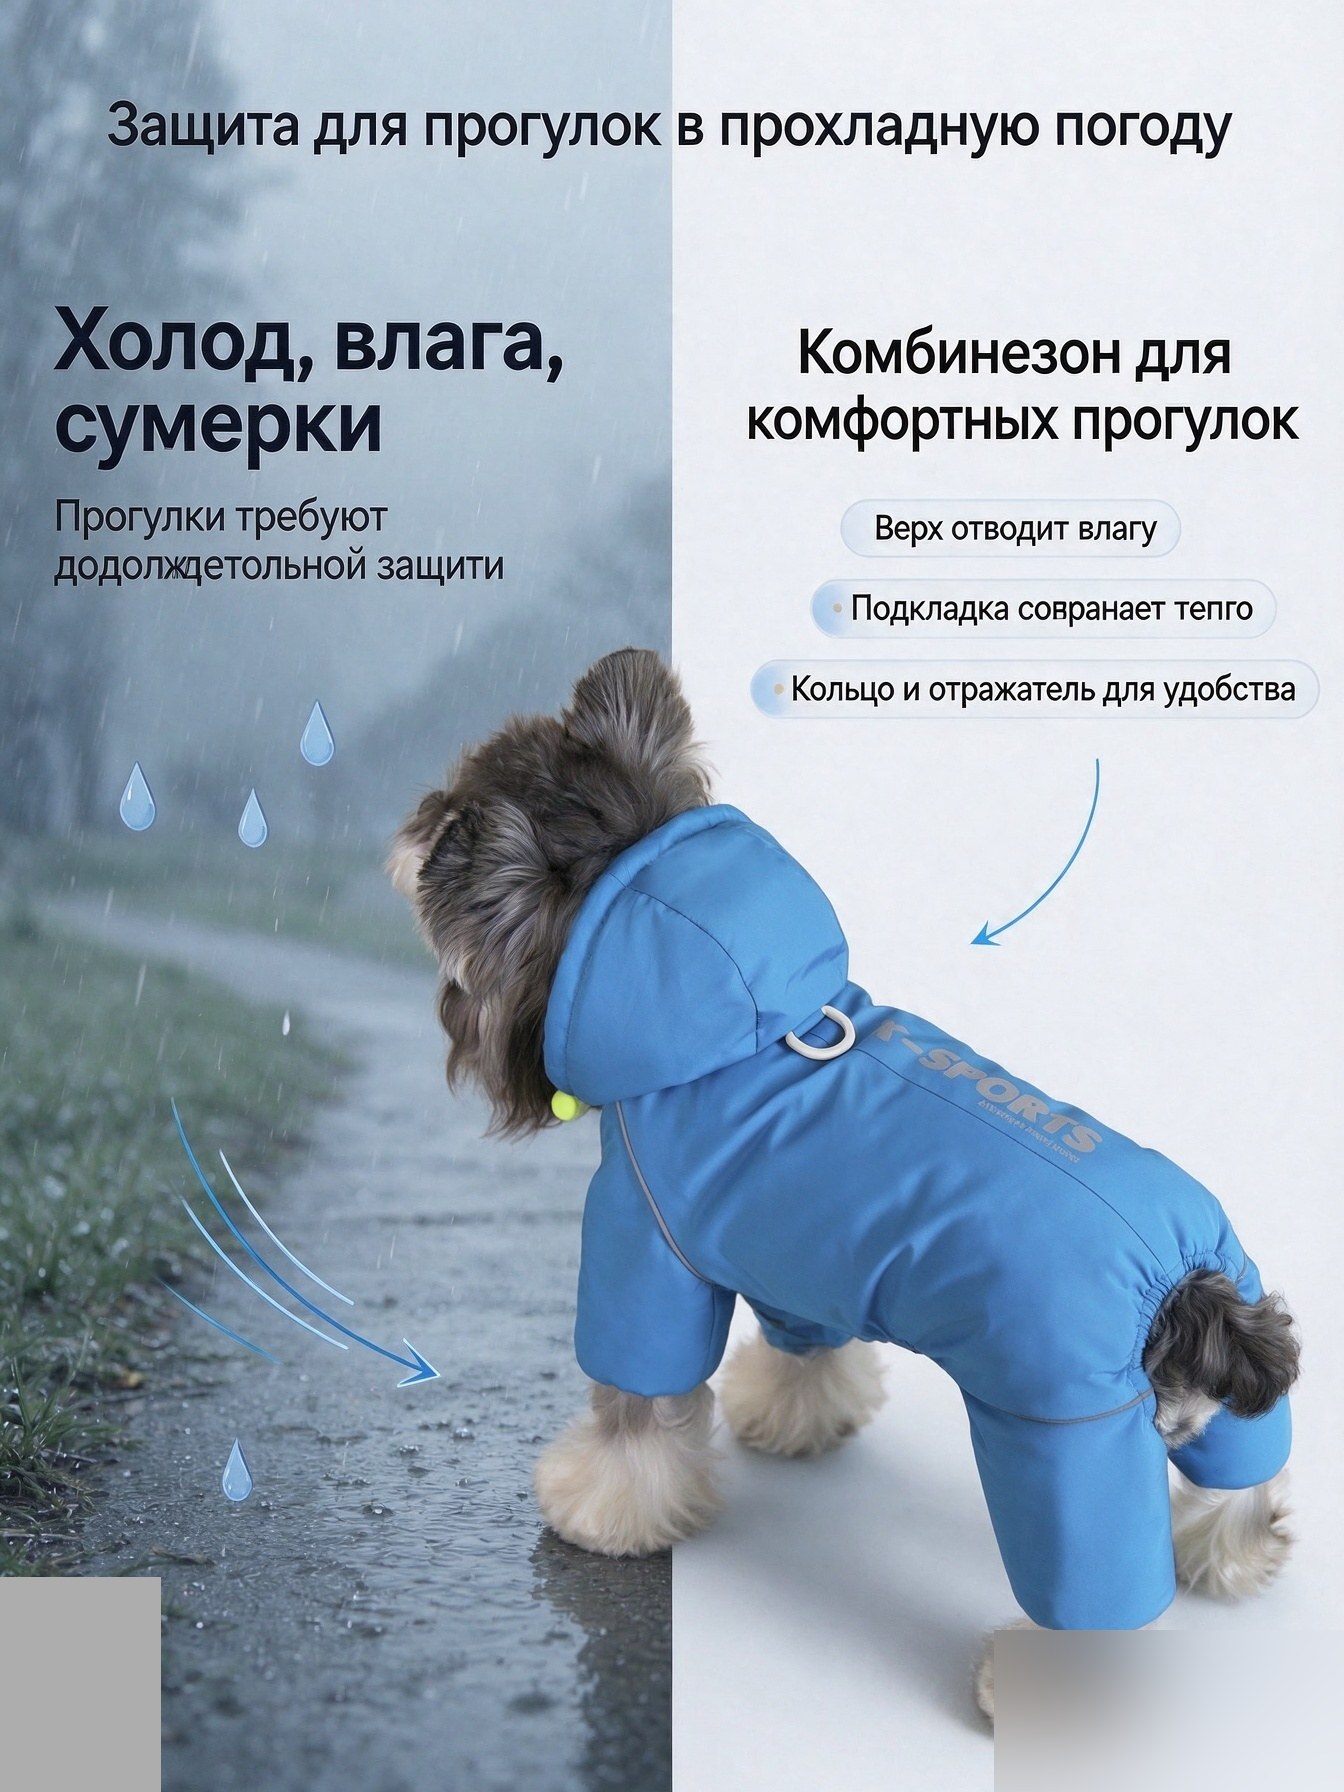 Защита для прогулок в прохладную погоду
Холод, влага,
сумерки
Прогулки требуют
додолждетольной защити
Комбинезон для
комфортных прогулок
Верх отводит влагу
Подкладка совранает тепго
Кольцо и отражатель для удобства
K-SPORTS